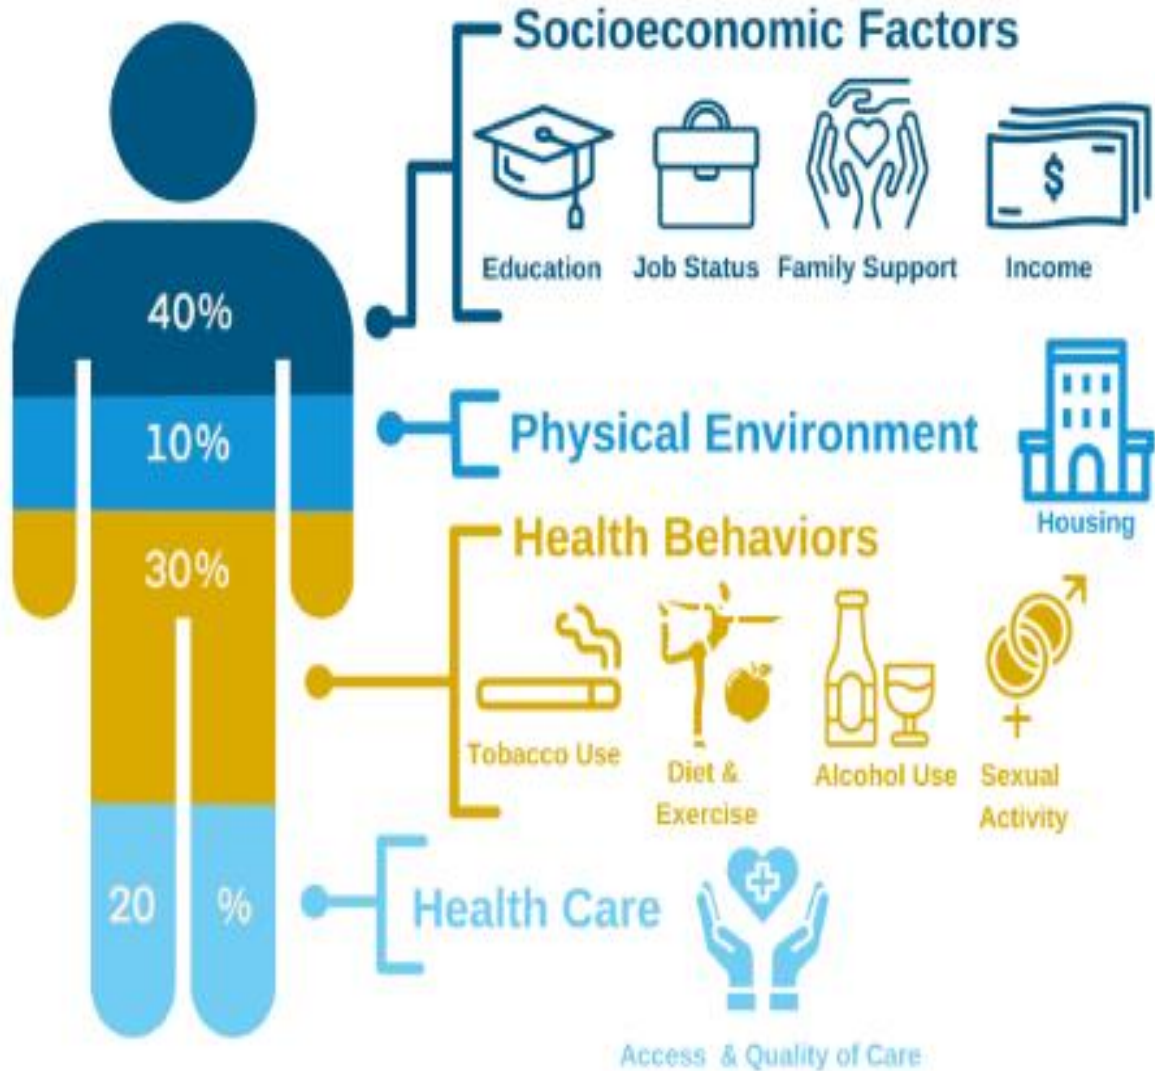 Socioeconomic Factors
$
Education Job Status Family Support Income
40%
10%
Physical Environment
Housing
30%
Health Behaviors
Tobacco Use
Diet &
Exercise
Alcohol Use
Sexual
Activity
20 %
Health Care
Access & Quality of Care